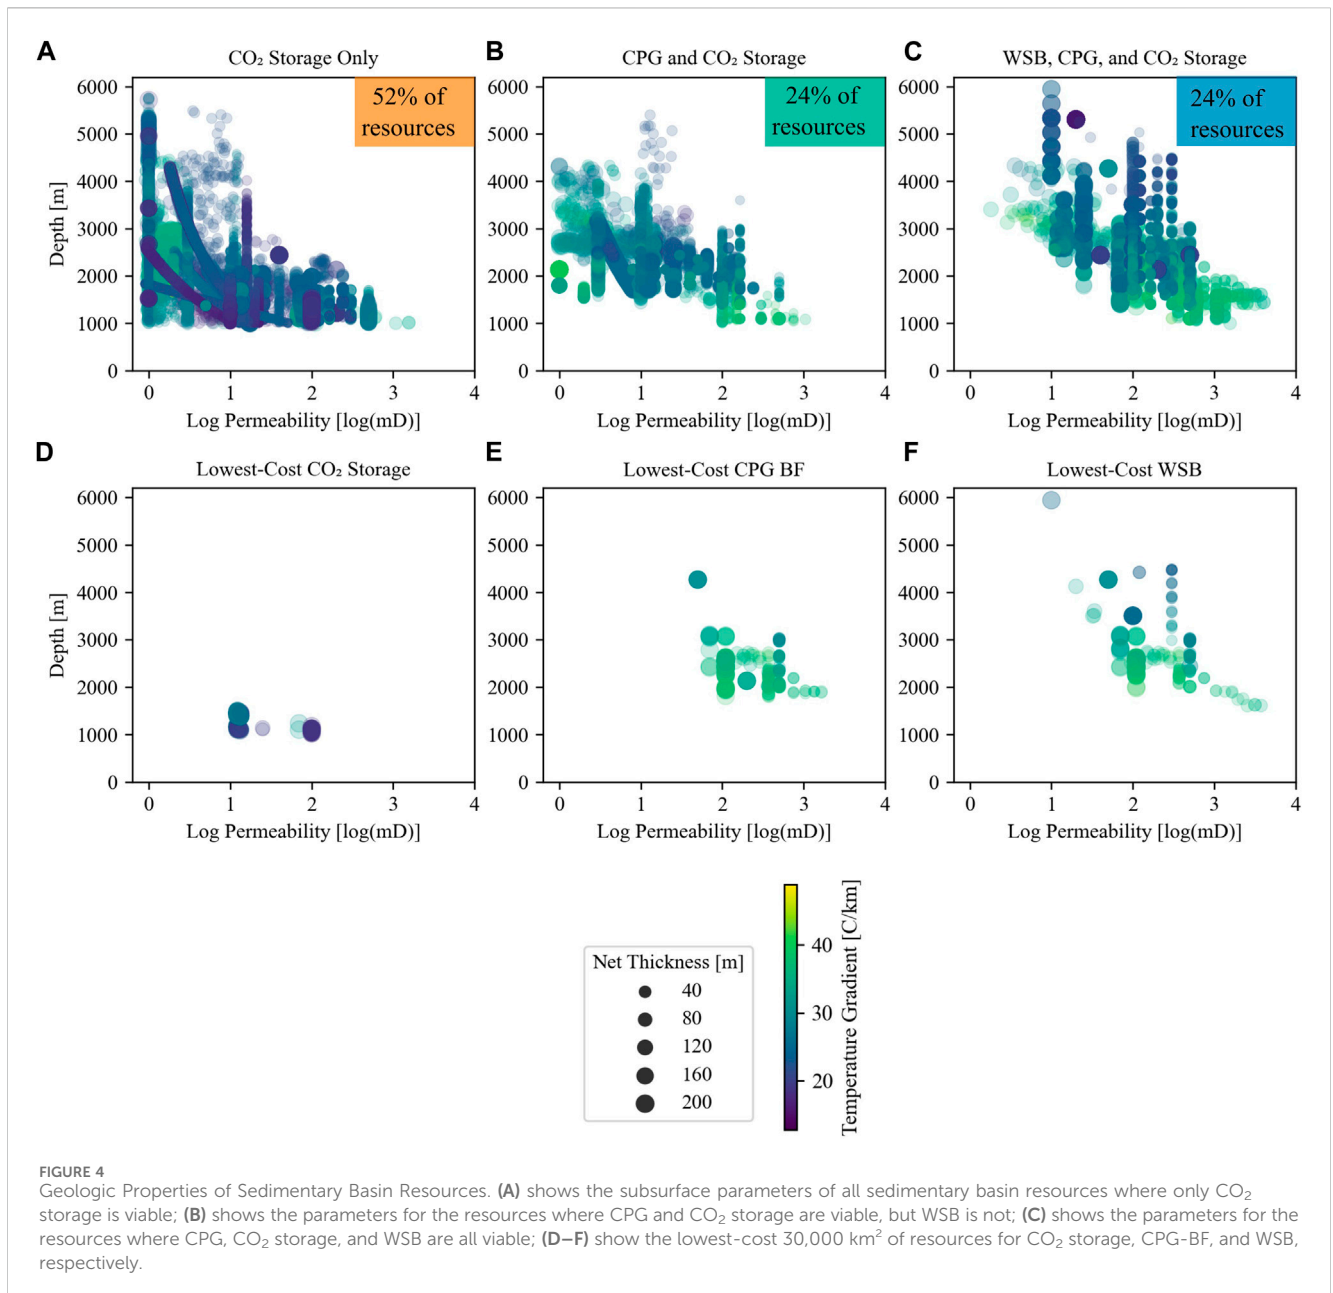 A
CO₂ Storage Only
52% of
resources
6000
5000
4000
3000
2000
1000
0
Depth [m]
0 1 2 3 4
Log Permeability [log(mD)]
B
CPG and CO₂ Storage
24% of
resources
6000
5000
4000
3000
2000
1000
0
0 1 2 3 4
Log Permeability [log(mD)]
C
WSB, CPG, and CO₂ Storage
24% of
resources
6000
5000
4000
3000
2000
1000
0
0 1 2 3 4
Log Permeability [log(mD)]
D
Lowest-Cost CO₂ Storage
6000
5000
4000
3000
2000
1000
0
Depth [m]
0 1 2 3 4
Log Permeability [log(mD)]
E
Lowest-Cost CPG BF
6000
5000
4000
3000
2000
1000
0
0 1 2 3 4
Log Permeability [log(mD)]
F
Lowest-Cost WSB
6000
5000
4000
3000
2000
1000
0
0 1 2 3 4
Log Permeability [log(mD)]
Net Thickness [m]
40
80
120
160
200
40
30
20
Temperature Gradient [C/km]
FIGURE 4
Geologic Properties of Sedimentary Basin Resources. (A) shows the subsurface parameters of all sedimentary basin resources where only CO₂
storage is viable; (B) shows the parameters for the resources where CPG and CO₂ storage are viable, but WSB is not; (C) shows the parameters for the
resources where CPG, CO₂ storage, and WSB are all viable; (D–F) show the lowest-cost 30,000 km² of resources for CO₂ storage, CPG-BF, and WSB,
respectively.